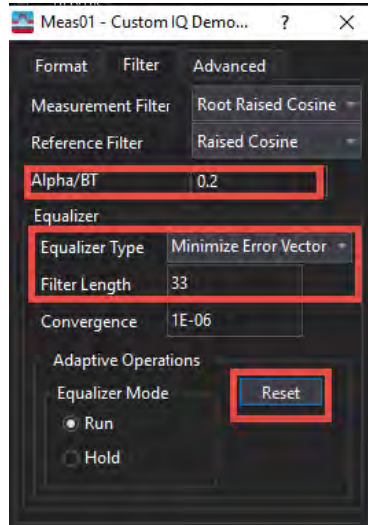 Meas01 - Custom IQ Demo... ? ×
Format Filter Advanced
Measurement Filter Root Raised Cosine
Reference Filter Raised Cosine
Alpha/BT 0.2
Equalizer
Equalizer Type Minimize Error Vector
Filter Length 33
Convergence 1E-06
Adaptive Operations
Equalizer Mode Reset
Run
Hold